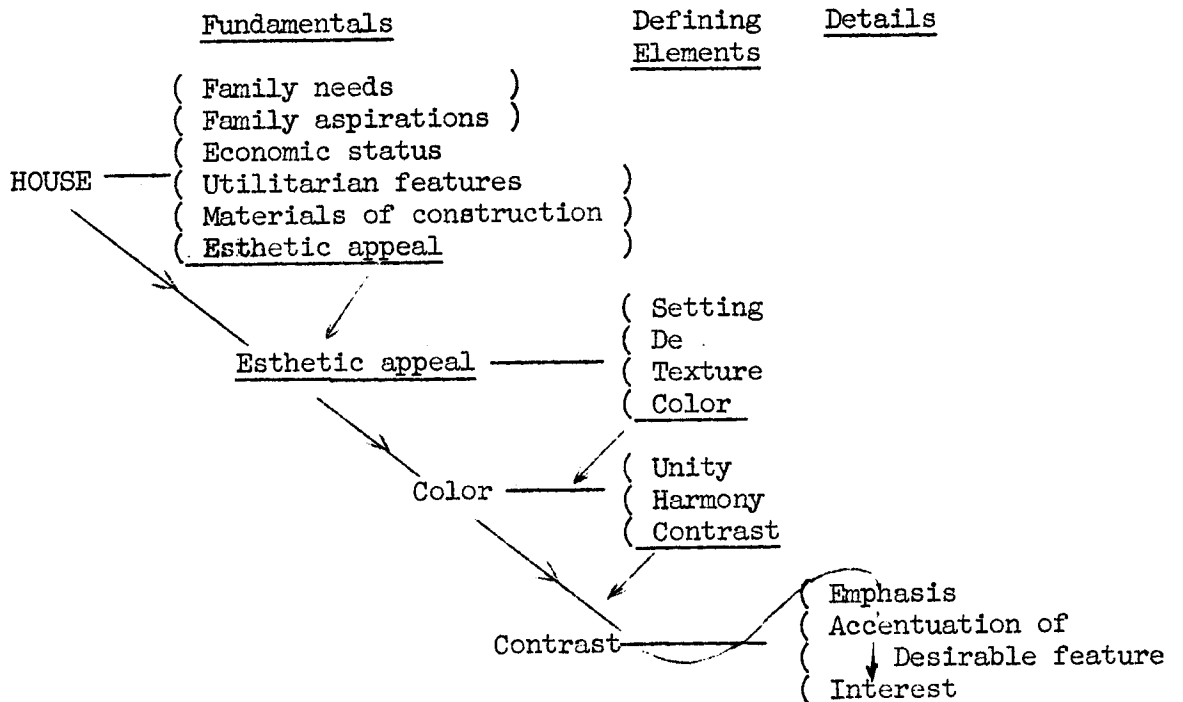 Fundamentals Defining Details
Elements
( Family needs )
( Family aspirations )
( Economic status
HOUSE ( Utilitarian features )
( Materials of construction )
( Esthetic appeal )
( Setting
( De
Esthetic appeal ( Texture
( Color
( Unity
Color ( Harmony
( Contrast
( Emphasis
Contrast ( Accentuation of
( Desirable feature
( Interest